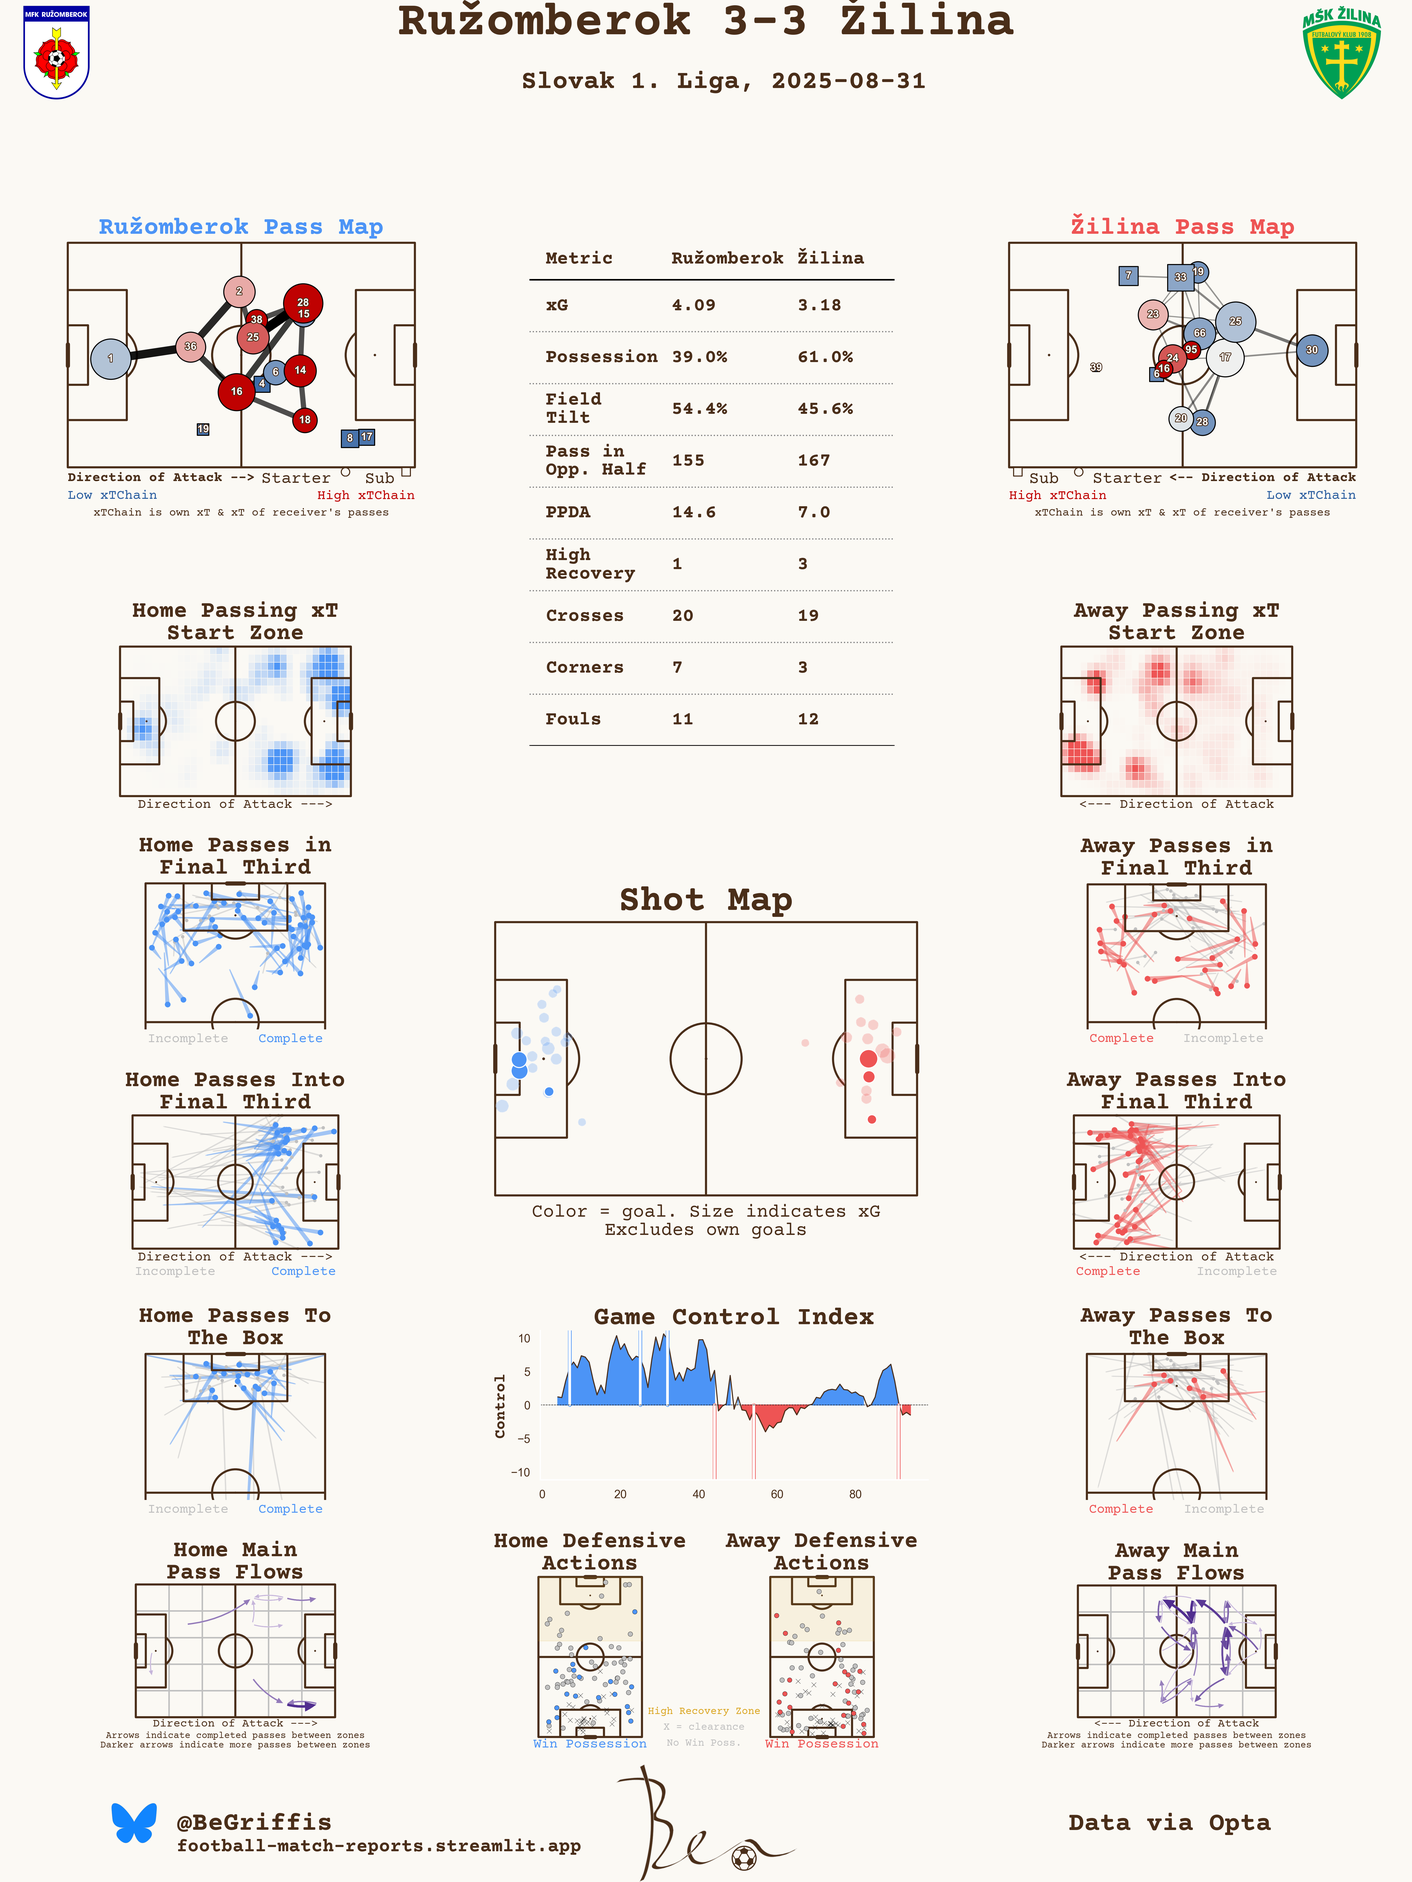 Ružomberok 3-3 Žilina
Slovak 1. Liga, 2025-08-31
MFK RUŽOMBEROK
MŠK ŽILINA
FUTBALOVÝ KLUB 1908
Ružomberok Pass Map
1
36
2
38
28
15
25
16
4
6
14
18
19
8
17
Direction of Attack --> Starter Sub
Low xTChain High xTChain
xTChain is own xT & xT of receiver's passes
Metric Ružomberok Žilina
xG 4.09 3.18
Possession 39.0% 61.0%
Field
Tilt 54.4% 45.6%
Pass in
Opp. Half 155 167
PPDA 14.6 7.0
High
Recovery 1 3
Crosses 20 19
Corners 7 3
Fouls 11 12
Žilina Pass Map
7
33
19
23
25
66
95
24
17
30
39
6
16
20
28
Sub Starter <-- Direction of Attack
High xTChain Low xTChain
xTChain is own xT & xT of receiver's passes
Home Passing xT
Start Zone
Direction of Attack --->
Away Passing xT
Start Zone
<--- Direction of Attack
Home Passes in
Final Third
Incomplete Complete
Away Passes in
Final Third
Complete Incomplete
Shot Map
Color = goal. Size indicates xG
Excludes own goals
Home Passes Into
Final Third
Direction of Attack --->
Incomplete Complete
Away Passes Into
Final Third
<--- Direction of Attack
Complete Incomplete
Home Passes To
The Box
Incomplete Complete
Game Control Index
Control
10
5
0
−5
−10
0 20 40 60 80
Away Passes To
The Box
Complete Incomplete
Home Main
Pass Flows
Direction of Attack --->
Arrows indicate completed passes between zones
Darker arrows indicate more passes between zones
Home Defensive
Actions
Win Possession
Away Defensive
Actions
Win Possession
High Recovery Zone
X = clearance
No Win Poss.
Away Main
Pass Flows
<--- Direction of Attack
Arrows indicate completed passes between zones
Darker arrows indicate more passes between zones
@BeGriffis
football-match-reports.streamlit.app
Ben
Data via Opta